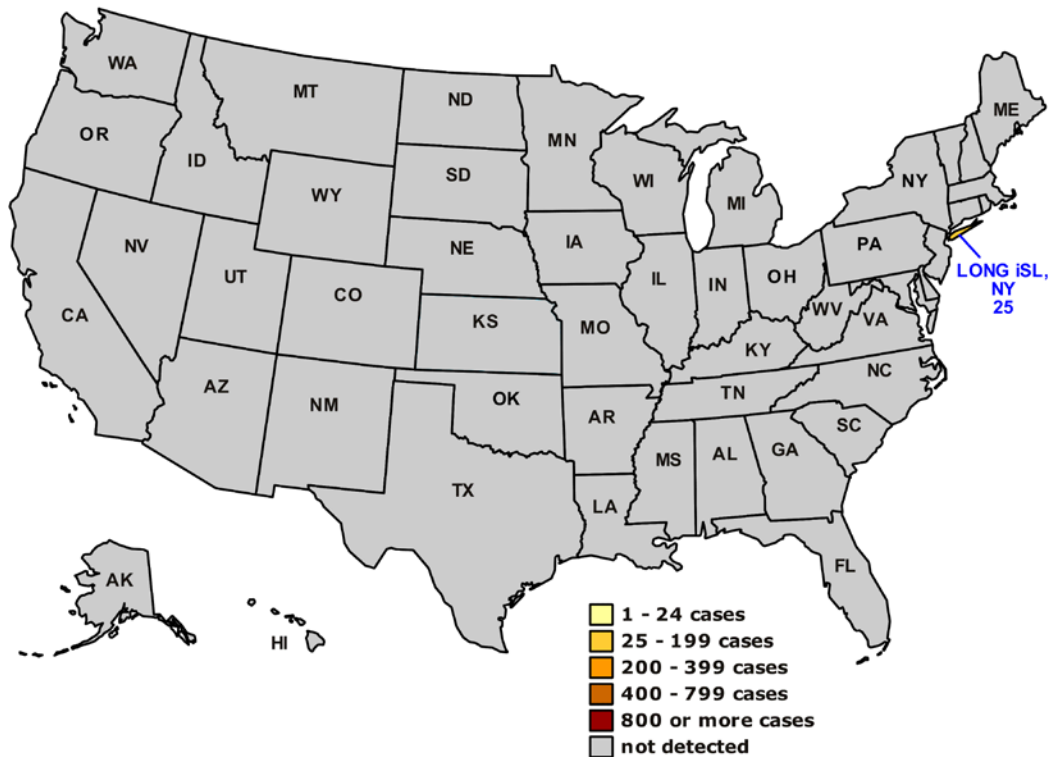 WA
MT
ND
MN
ME
OR
ID
SD
WI
NY
WY
MI
NV
NE
IA
PA
UT
CO
IL
IN
OH
LONG iSL,
NY
25
CA
KS
MO
WV
VA
KY
AZ
NM
OK
TN
NC
AR
SC
MS
AL
GA
TX
LA
FL
AK
HI
1 - 24 cases
25 - 199 cases
200 - 399 cases
400 - 799 cases
800 or more cases
not detected